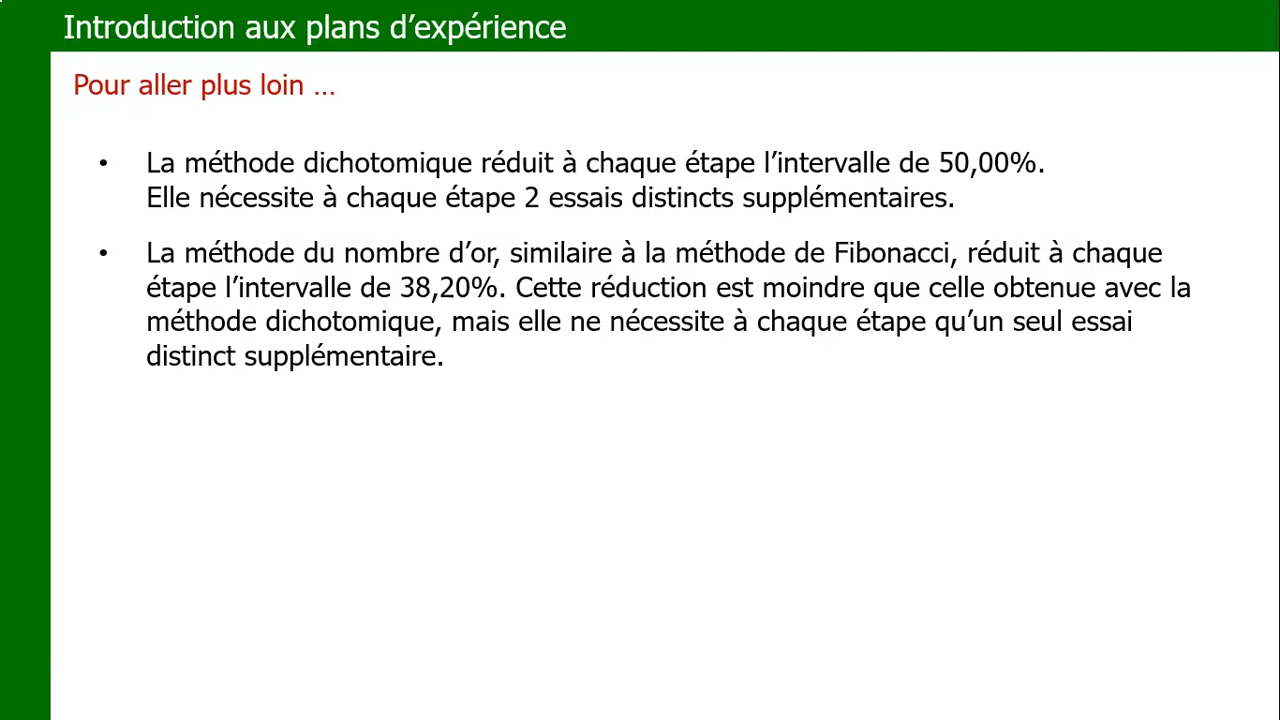 Introduction aux plans d’expérience
Pour aller plus loin …
• La méthode dichotomique réduit à chaque étape l’intervalle de 50,00%.
Elle nécessite à chaque étape 2 essais distincts supplémentaires.
• La méthode du nombre d’or, similaire à la méthode de Fibonacci, réduit à chaque
étape l’intervalle de 38,20%. Cette réduction est moindre que celle obtenue avec la
méthode dichotomique, mais elle ne nécessite à chaque étape qu’un seul essai
distinct supplémentaire.